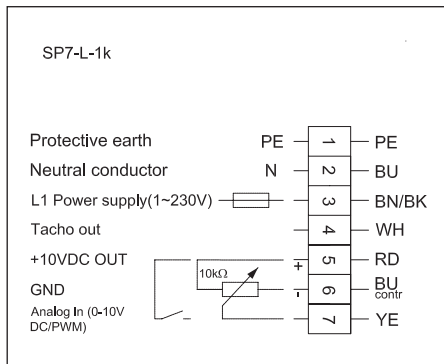 SP7-L-1k
Protective earth PE 1 PE
Neutral conductor N 2 BU
L1 Power supply(1~230V) 3 BN/BK
Tacho out 4 WH
+10VDC OUT + 5 RD
10kΩ
GND - 6 BU
contr
Analog In (0-10V
DC/PWM) 7 YE